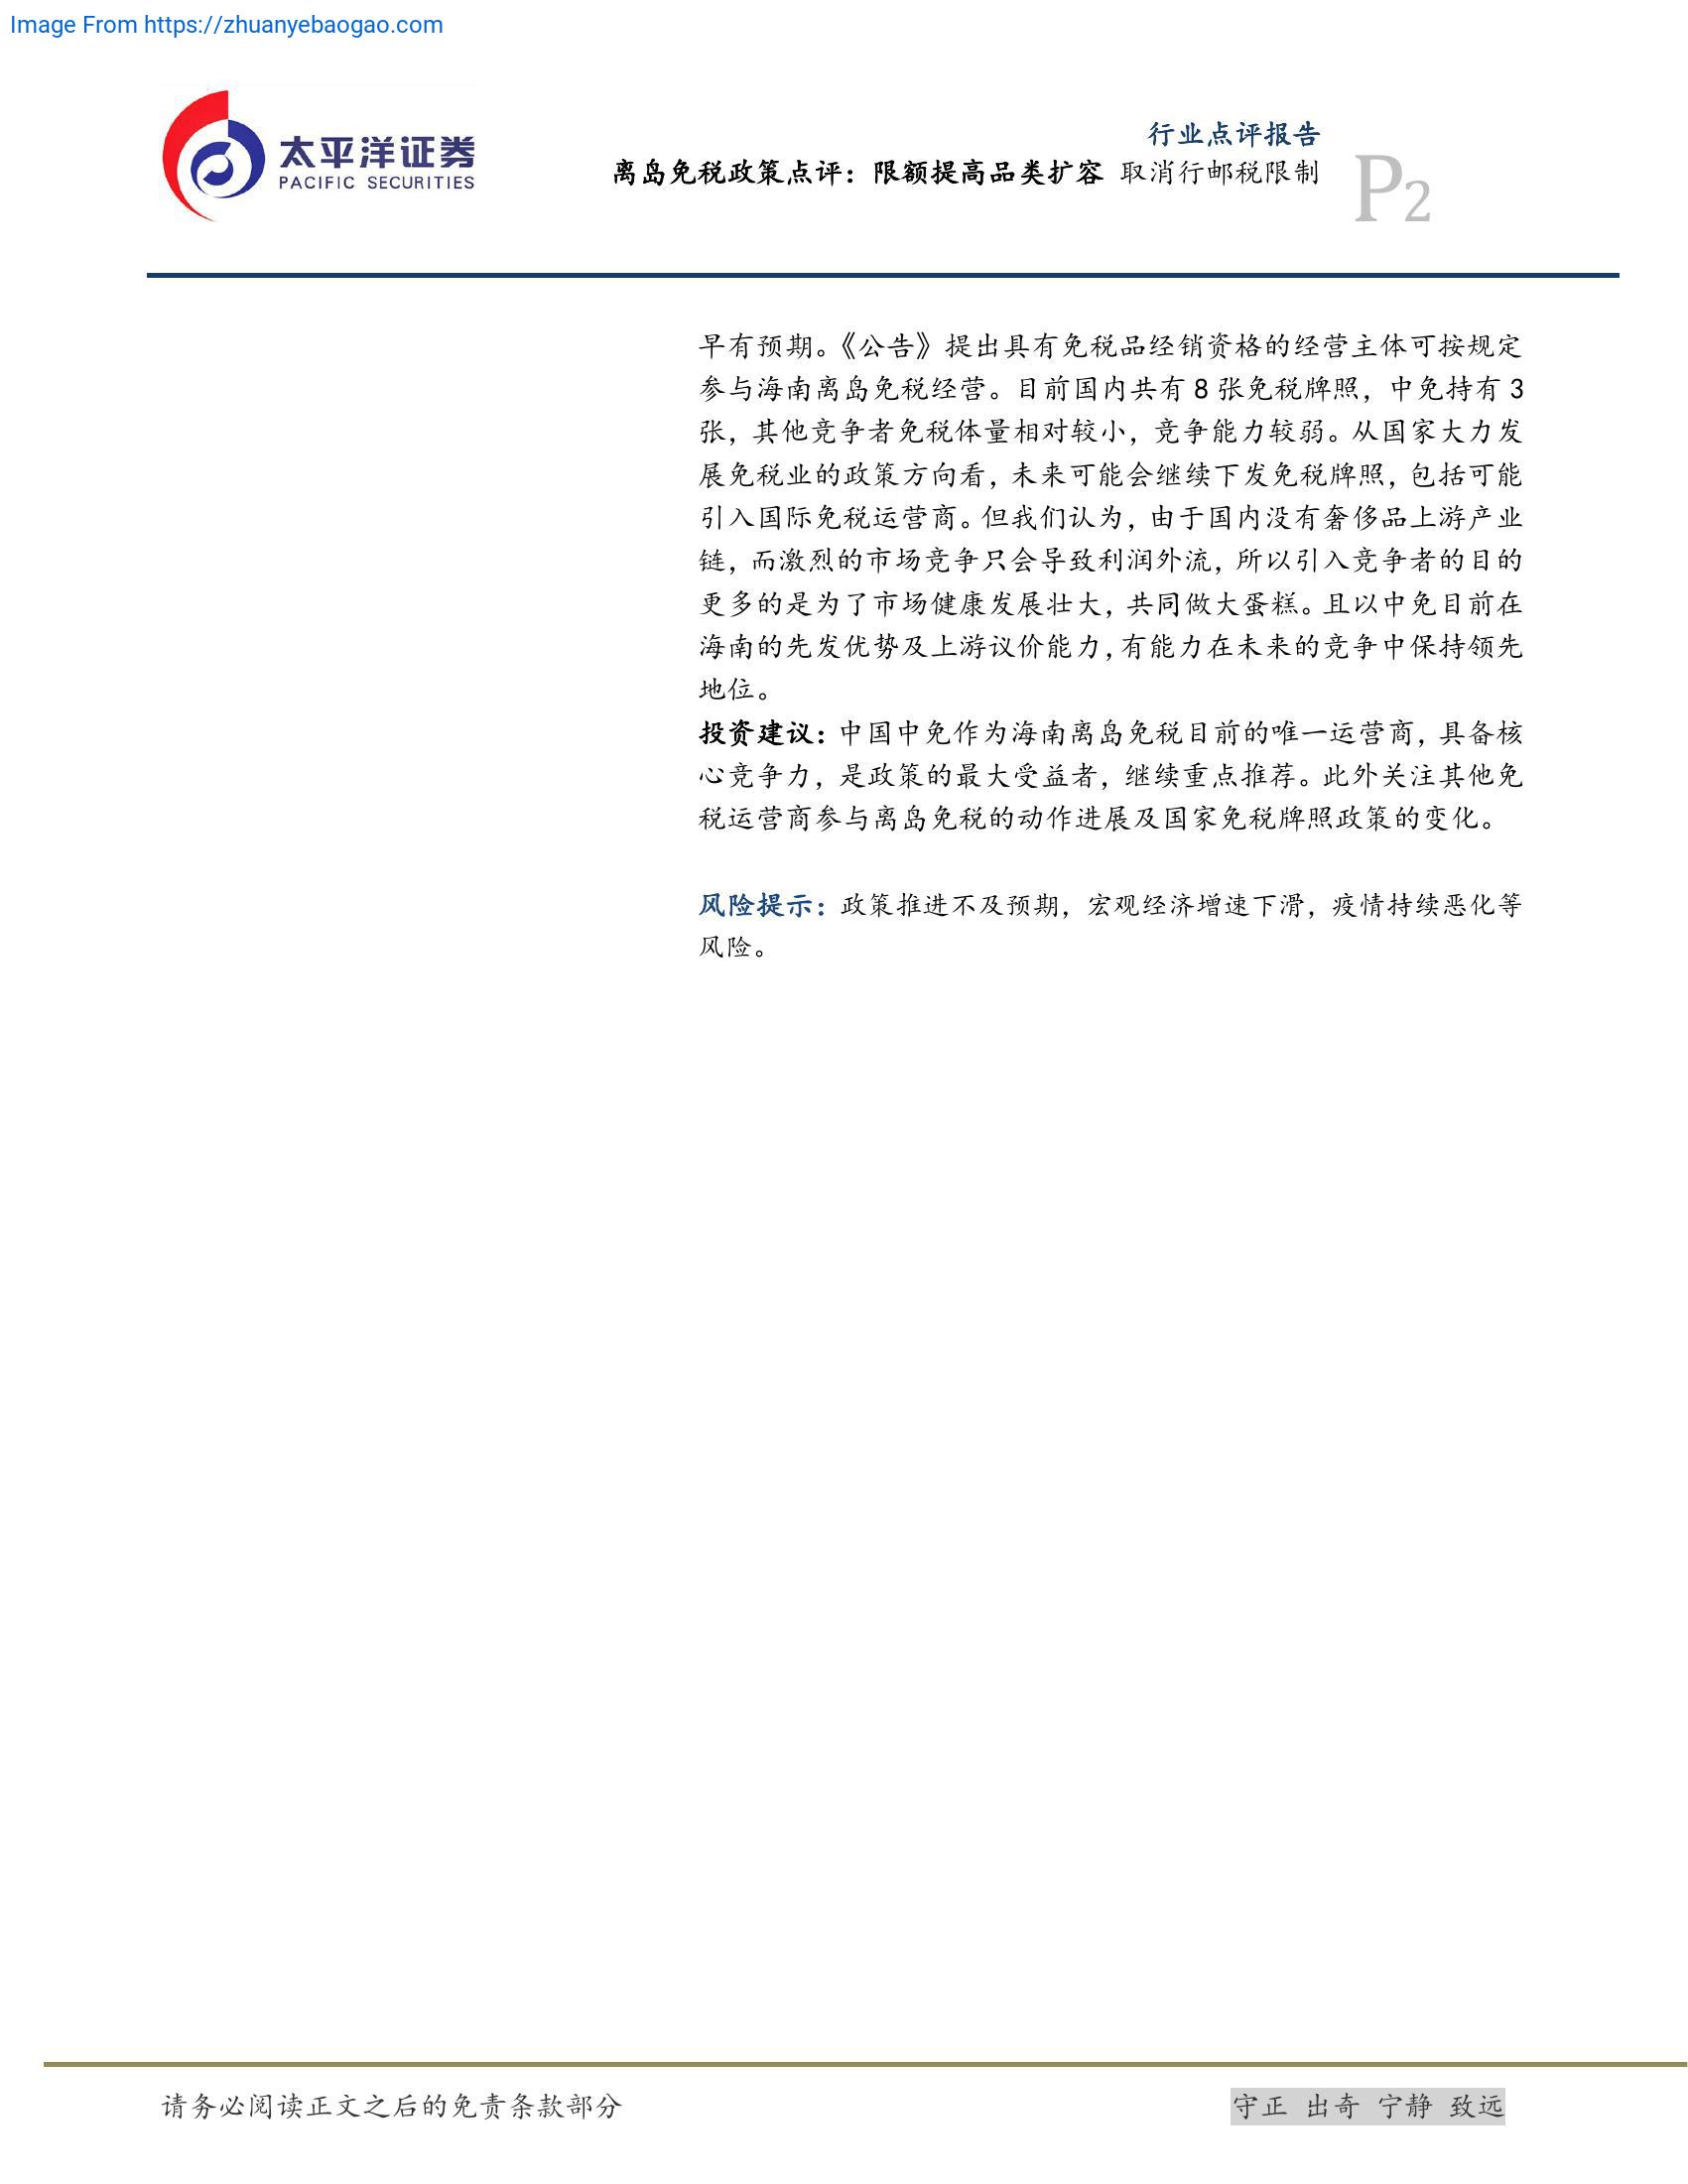 Image From https://zhuanyebaogao.com
太平洋证券
PACIFIC SECURITIES
行业点评报告
离岛免税政策点评：限额提高品类扩容 取消行邮税限制
P2
早有预期。《公告》提出具有免税品经销资格的经营主体可按规定
参与海南离岛免税经营。目前国内共有 8 张免税牌照，中免持有 3
张，其他竞争者免税体量相对较小，竞争能力较弱。从国家大力发
展免税业的政策方向看，未来可能会继续下发免税牌照，包括可能
引入国际免税运营商。但我们认为，由于国内没有奢侈品上游产业
链，而激烈的市场竞争只会导致利润外流，所以引入竞争者的目的
更多的是为了市场健康发展壮大，共同做大蛋糕。且以中免目前在
海南的先发优势及上游议价能力，有能力在未来的竞争中保持领先
地位。
投资建议：中国中免作为海南离岛免税目前的唯一运营商，具备核
心竞争力，是政策的最大受益者，继续重点推荐。此外关注其他免
税运营商参与离岛免税的动作进展及国家免税牌照政策的变化。
风险提示：政策推进不及预期，宏观经济增速下滑，疫情持续恶化等
风险。
请务必阅读正文之后的免责条款部分
守正 出奇 宁静 致远